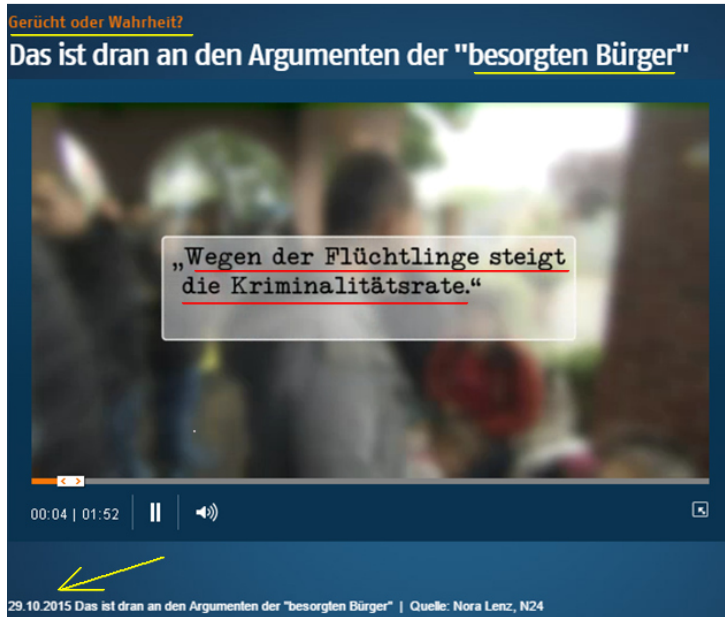 Gerücht oder Wahrheit?
Das ist dran an den Argumenten der "besorgten Bürger"
„Wegen der Flüchtlinge steigt
die Kriminalitätsrate.“
00:04 | 01:52
29.10.2015 Das ist dran an den Argumenten der "besorgten Bürger" | Quelle: Nora Lenz, N24